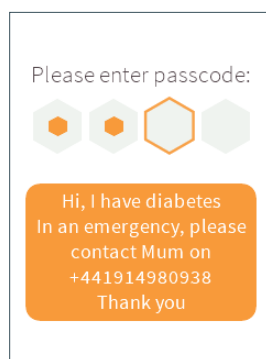 Please enter passcode:
Hi, I have diabetes
In an emergency, please
contact Mum on
+441914980938
Thank you